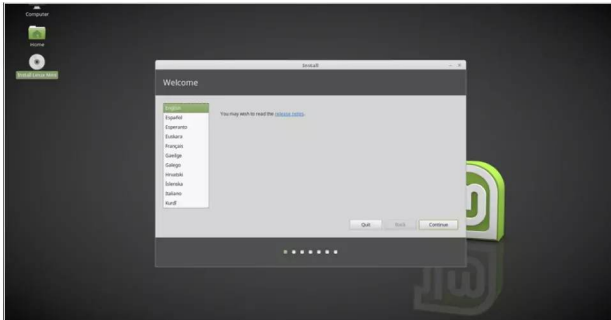 Computer
Home
Install Linux Mint
Install
Welcome
English
Español
Esperanto
Euskara
Français
Gaeilge
Galego
Hrvatski
Íslenska
Italiano
Kurdî
You may wish to read the release notes.
Quit
Back
Continue